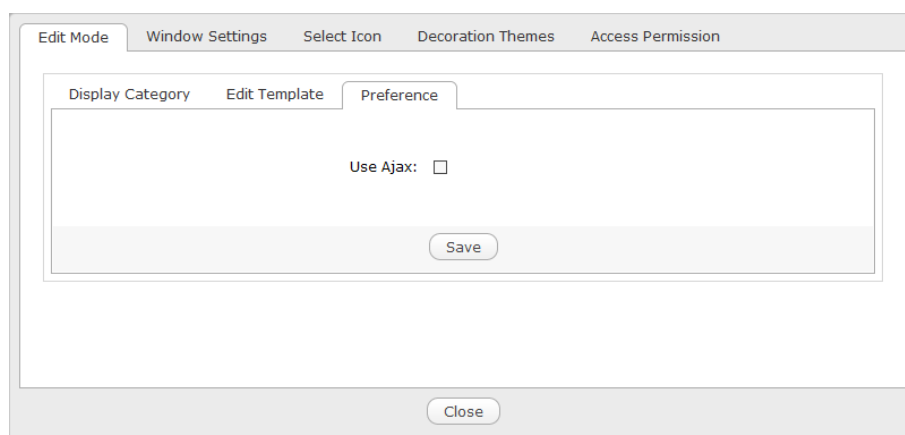 Edit Mode Window Settings Select Icon Decoration Themes Access Permission
Display Category Edit Template Preference
Use Ajax:
Save
Close